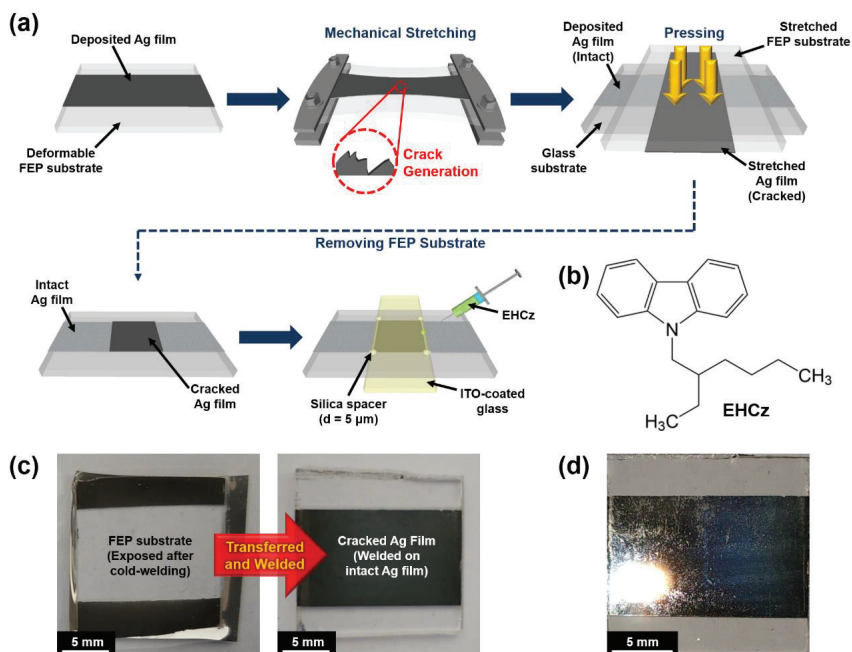 (a)
Deposited Ag film
Deformable
FEP substrate
Mechanical Stretching
Crack
Generation
Pressing
Deposited
Ag film
(Intact)
Stretched
FEP substrate
Glass
substrate
Stretched
Ag film
(Cracked)
Removing FEP Substrate
Intact
Ag film
Cracked
Ag film
EHCz
Silica spacer
(d = 5 μm)
ITO-coated
glass
(b)
N
CH3
H3C
EHCz
(c)
FEP substrate
(Exposed after
cold-welding)
Transferred
and Welded
Cracked Ag Film
(Welded on
intact Ag film)
5 mm
5 mm
(d)
5 mm